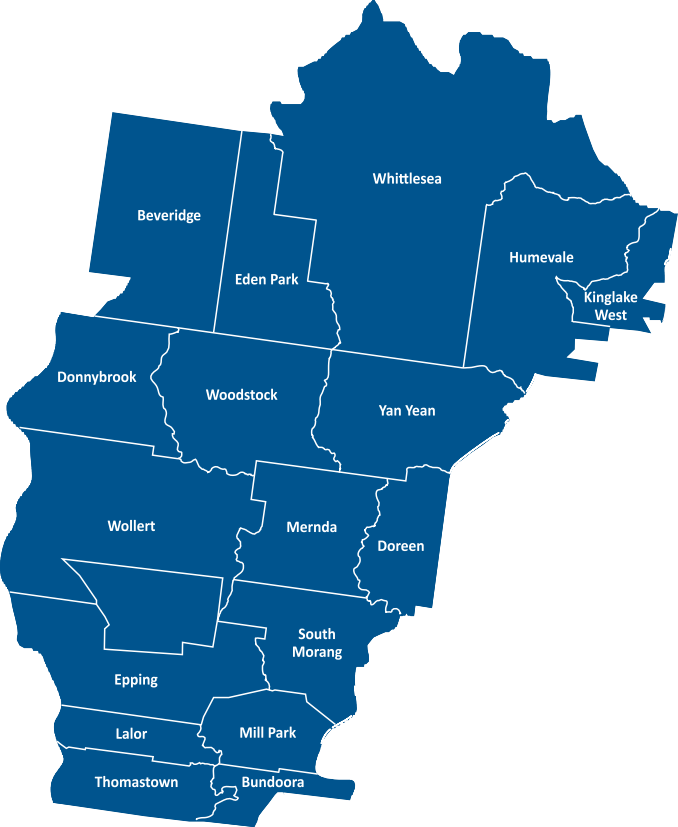 Whittlesea
Beveridge
Humevale
Eden Park
Kinglake
West
Donnybrook
Woodstock
Yan Yean
Wollert
Mernda
Doreen
South
Morang
Epping
Lalor
Mill Park
Thomastown
Bundoora